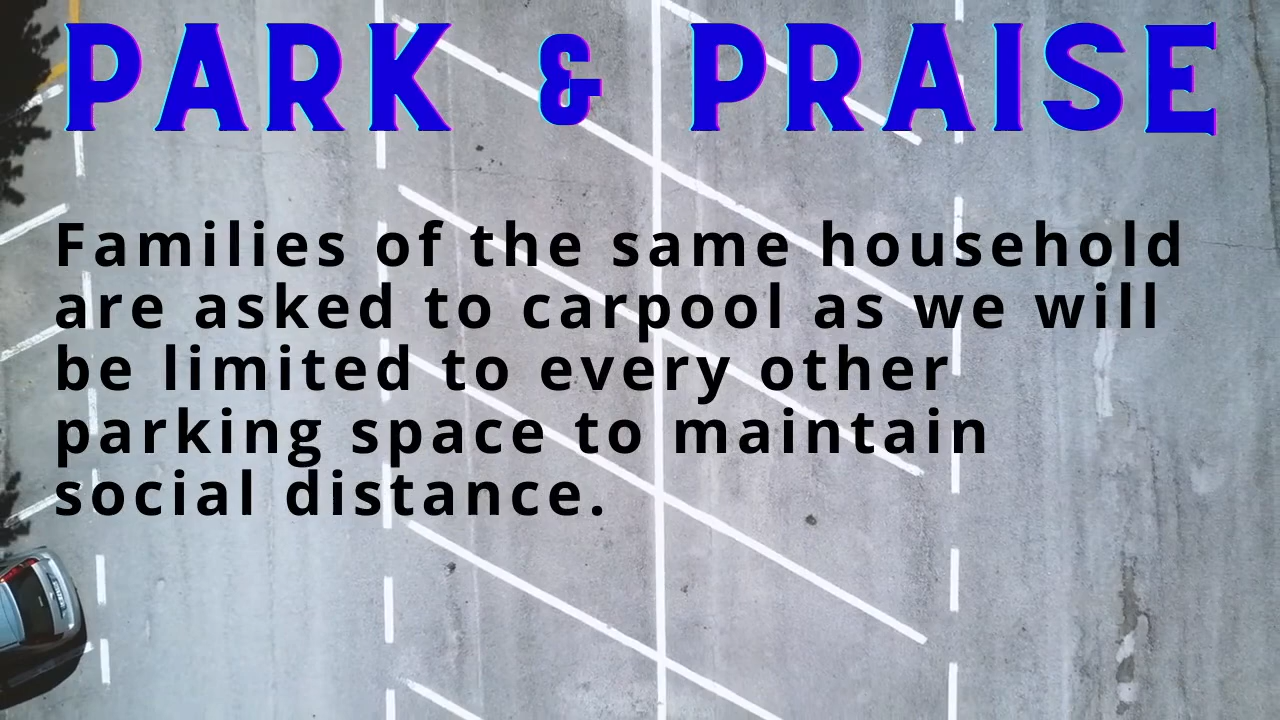 PARK & PRAISE
Families of the same household
are asked to carpool as we will
be limited to every other
parking space to maintain
social distance.